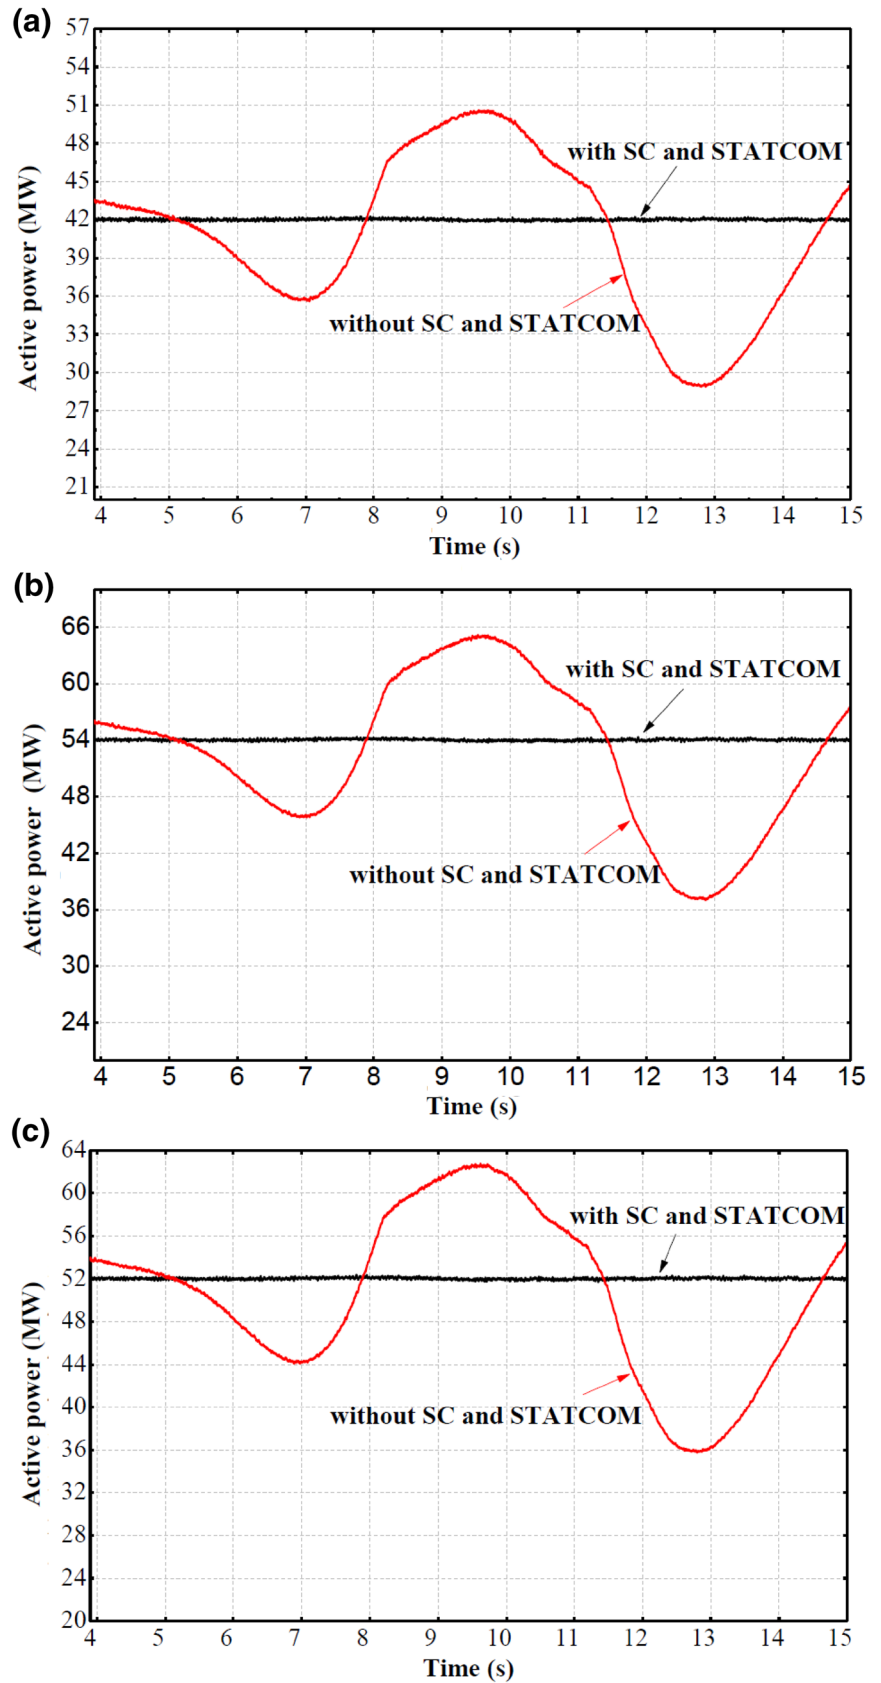 (a)
57
54
51
48
45
42
39
36
33
30
27
24
21
Active power (MW)
with SC and STATCOM
without SC and STATCOM
4 5 6 7 8 9 10 11 12 13 14 15
Time (s)
(b)
66
60
54
48
42
36
30
24
Active power (MW)
with SC and STATCOM
without SC and STATCOM
4 5 6 7 8 9 10 11 12 13 14 15
Time (s)
(c)
64
60
56
52
48
44
40
36
32
28
24
20
Active power (MW)
with SC and STATCOM
without SC and STATCOM
4 5 6 7 8 9 10 11 12 13 14 15
Time (s)